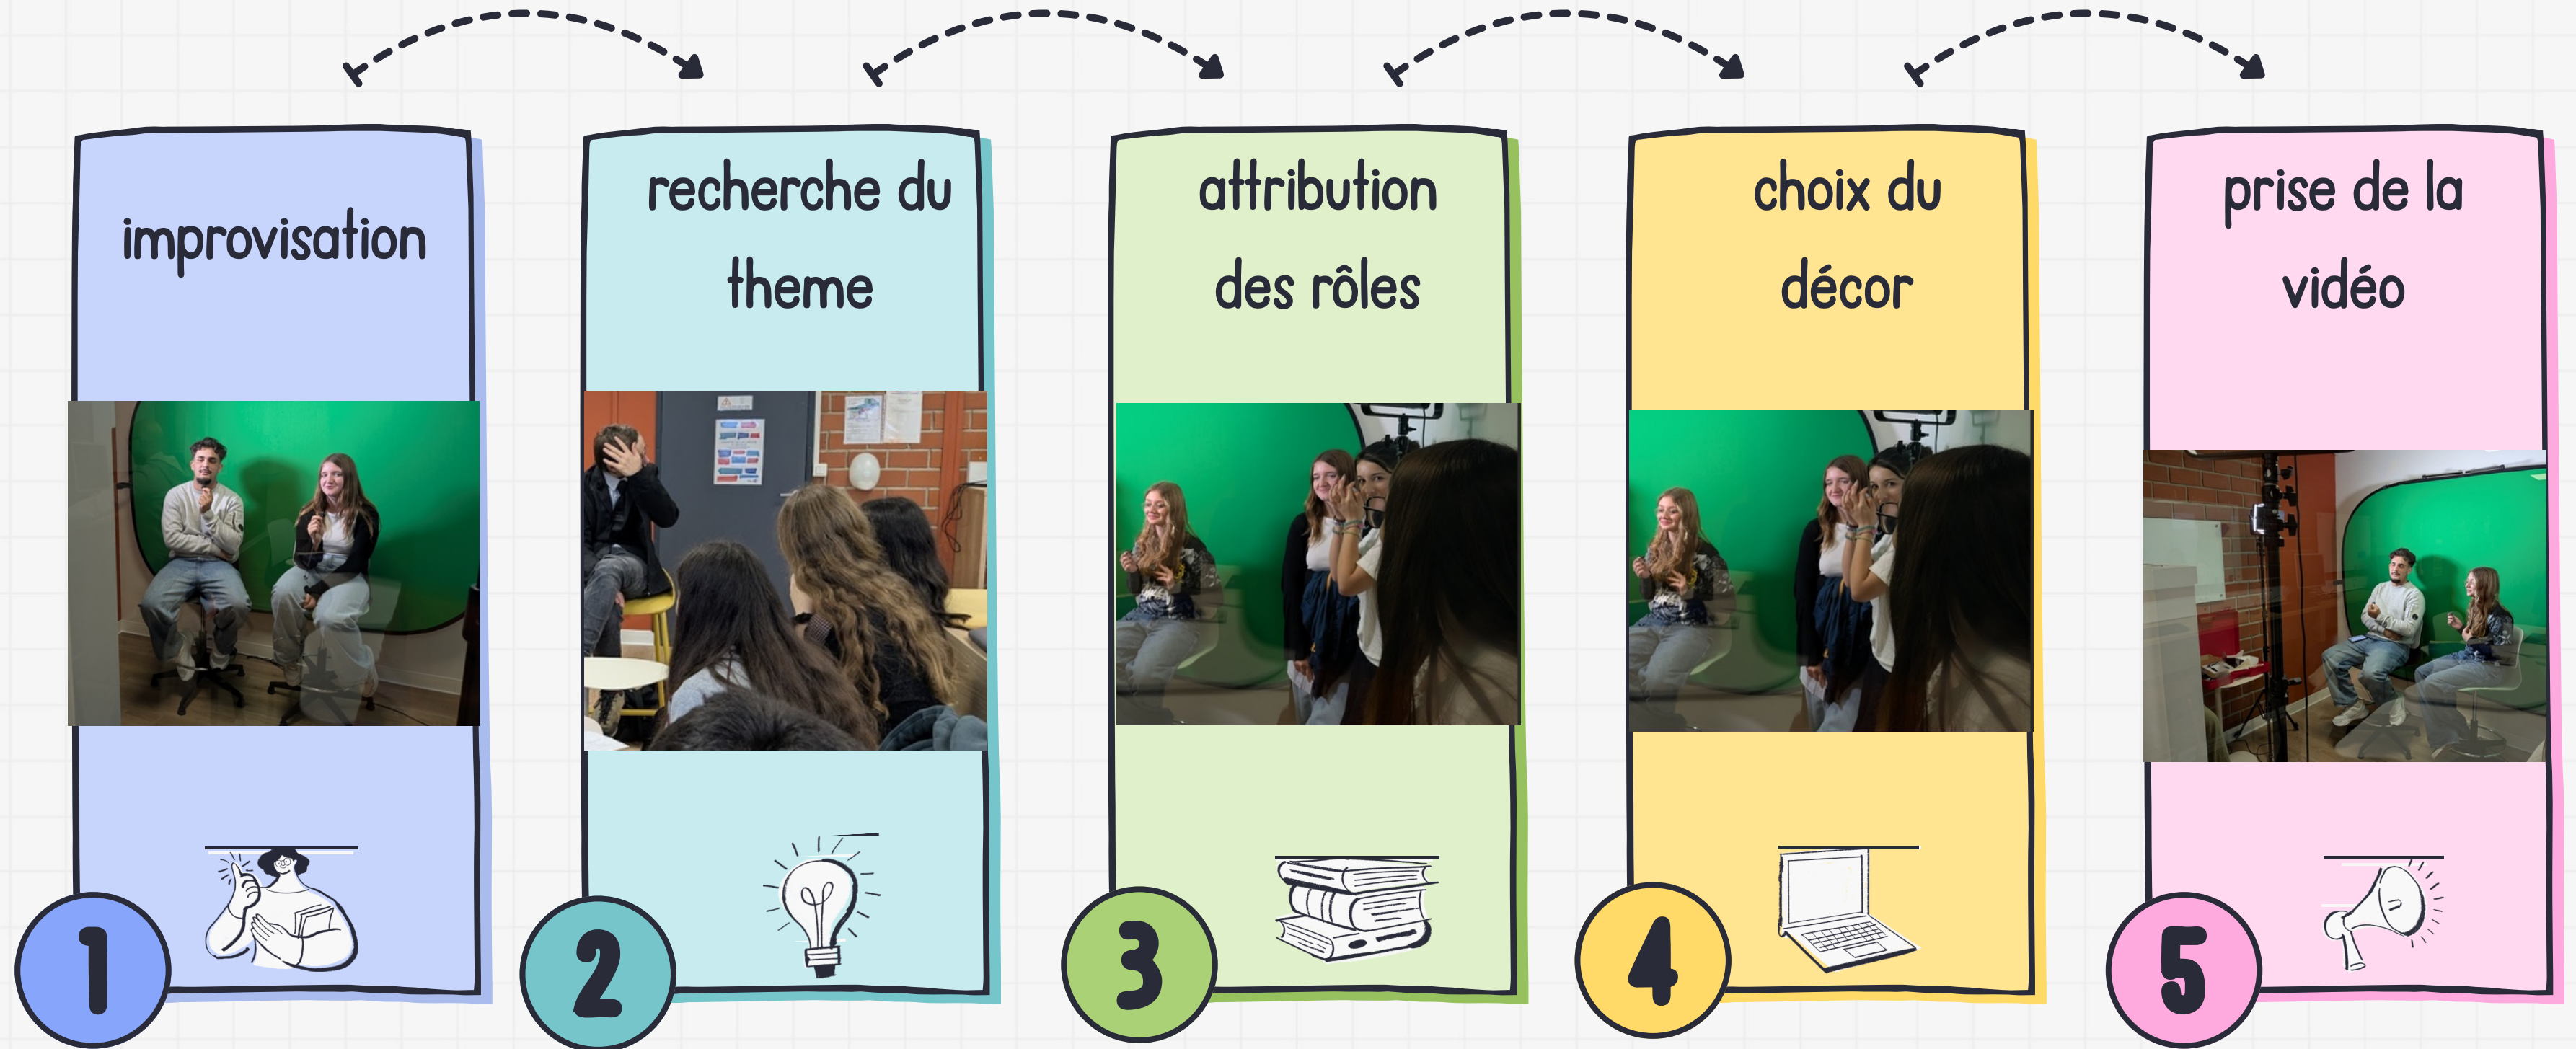 improvisation
recherche du
theme
attribution
des rôles
choix du
décor
prise de la
vidéo
1
2
3
4
5